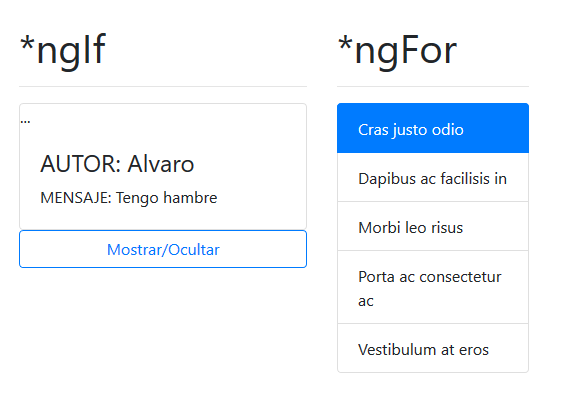 *ngIf
...
AUTOR: Alvaro
MENSAJE: Tengo hambre
Mostrar/Ocultar
*ngFor
Cras justo odio
Dapibus ac facilisis in
Morbi leo risus
Porta ac consectetur
ac
Vestibulum at eros